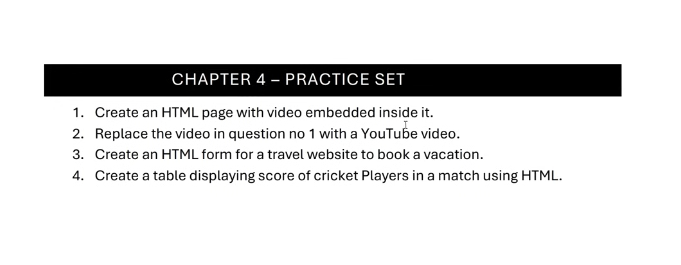 CHAPTER 4 – PRACTICE SET
1. Create an HTML page with video embedded inside it.
2. Replace the video in question no 1 with a YouTube video.
3. Create an HTML form for a travel website to book a vacation.
4. Create a table displaying score of cricket Players in a match using HTML.